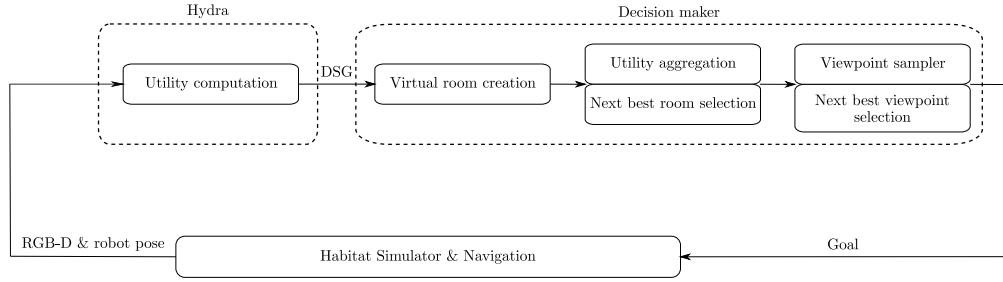 Hydra
Decision maker
Utility computation
DSG
Virtual room creation
Utility aggregation
Next best room selection
Viewpoint sampler
Next best viewpoint
selection
RGB-D & robot pose
Habitat Simulator & Navigation
Goal